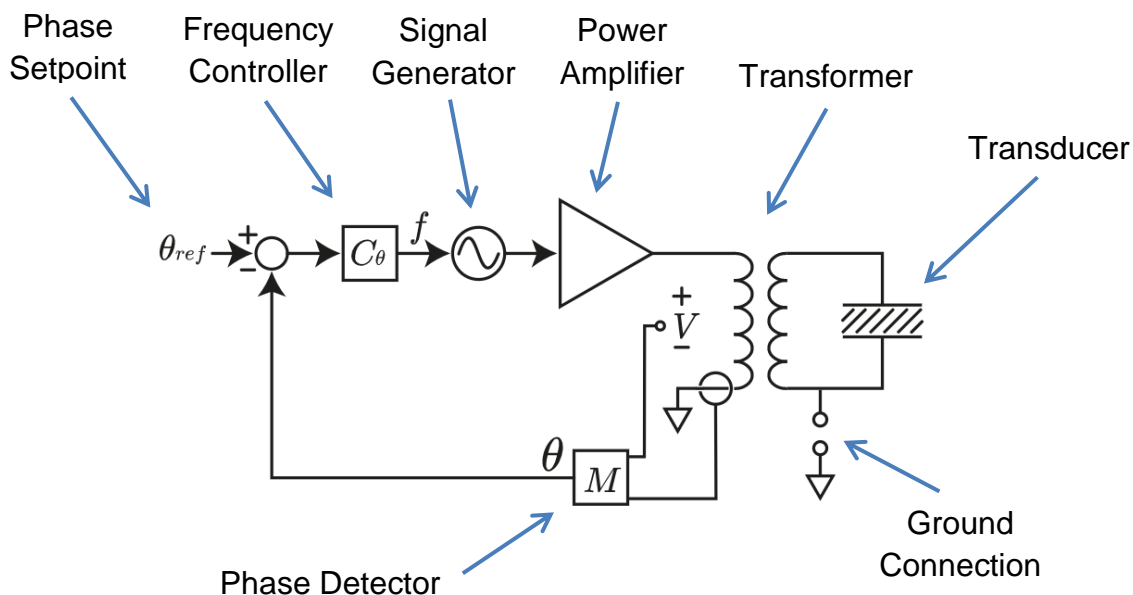 Phase
Setpoint
Frequency
Controller
Signal
Generator
Power
Amplifier
Transformer
Transducer
θref
+
−
Cθ
f
+
V
−
θ
M
Phase Detector
Ground
Connection